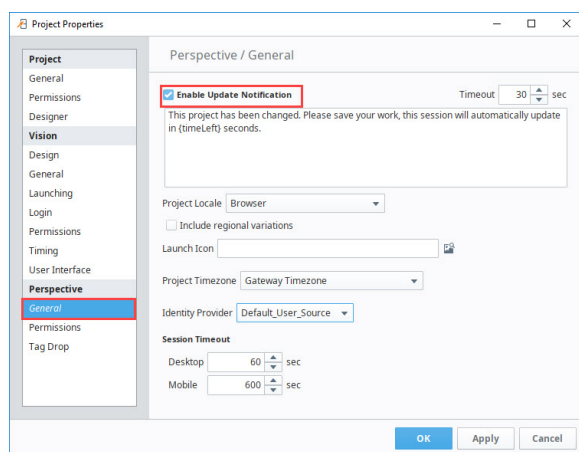 Project Properties
Project
General
Permissions
Designer
Vision
Design
General
Launching
Login
Permissions
Timing
User Interface
Perspective
General
Permissions
Tag Drop
Perspective / General
Enable Update Notification
Timeout 30 sec
This project has been changed. Please save your work, this session will automatically update
in {timeLeft} seconds.
Project Locale Browser
Include regional variations
Launch Icon
Project Timezone Gateway Timezone
Identity Provider Default_User_Source
Session Timeout
Desktop 60 sec
Mobile 600 sec
OK Apply Cancel